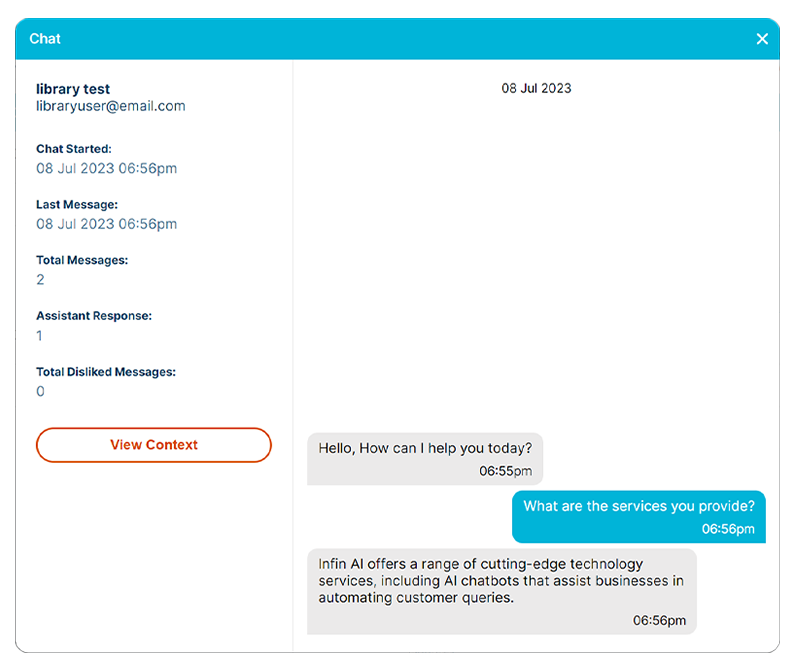 Chat
library test
libraryuser@email.com
Chat Started:
08 Jul 2023 06:56pm
Last Message:
08 Jul 2023 06:56pm
Total Messages:
2
Assistant Response:
1
Total Disliked Messages:
0
View Context
08 Jul 2023
Hello, How can I help you today?
06:55pm
What are the services you provide?
06:56pm
Infin AI offers a range of cutting-edge technology
services, including AI chatbots that assist businesses in
automating customer queries.
06:56pm